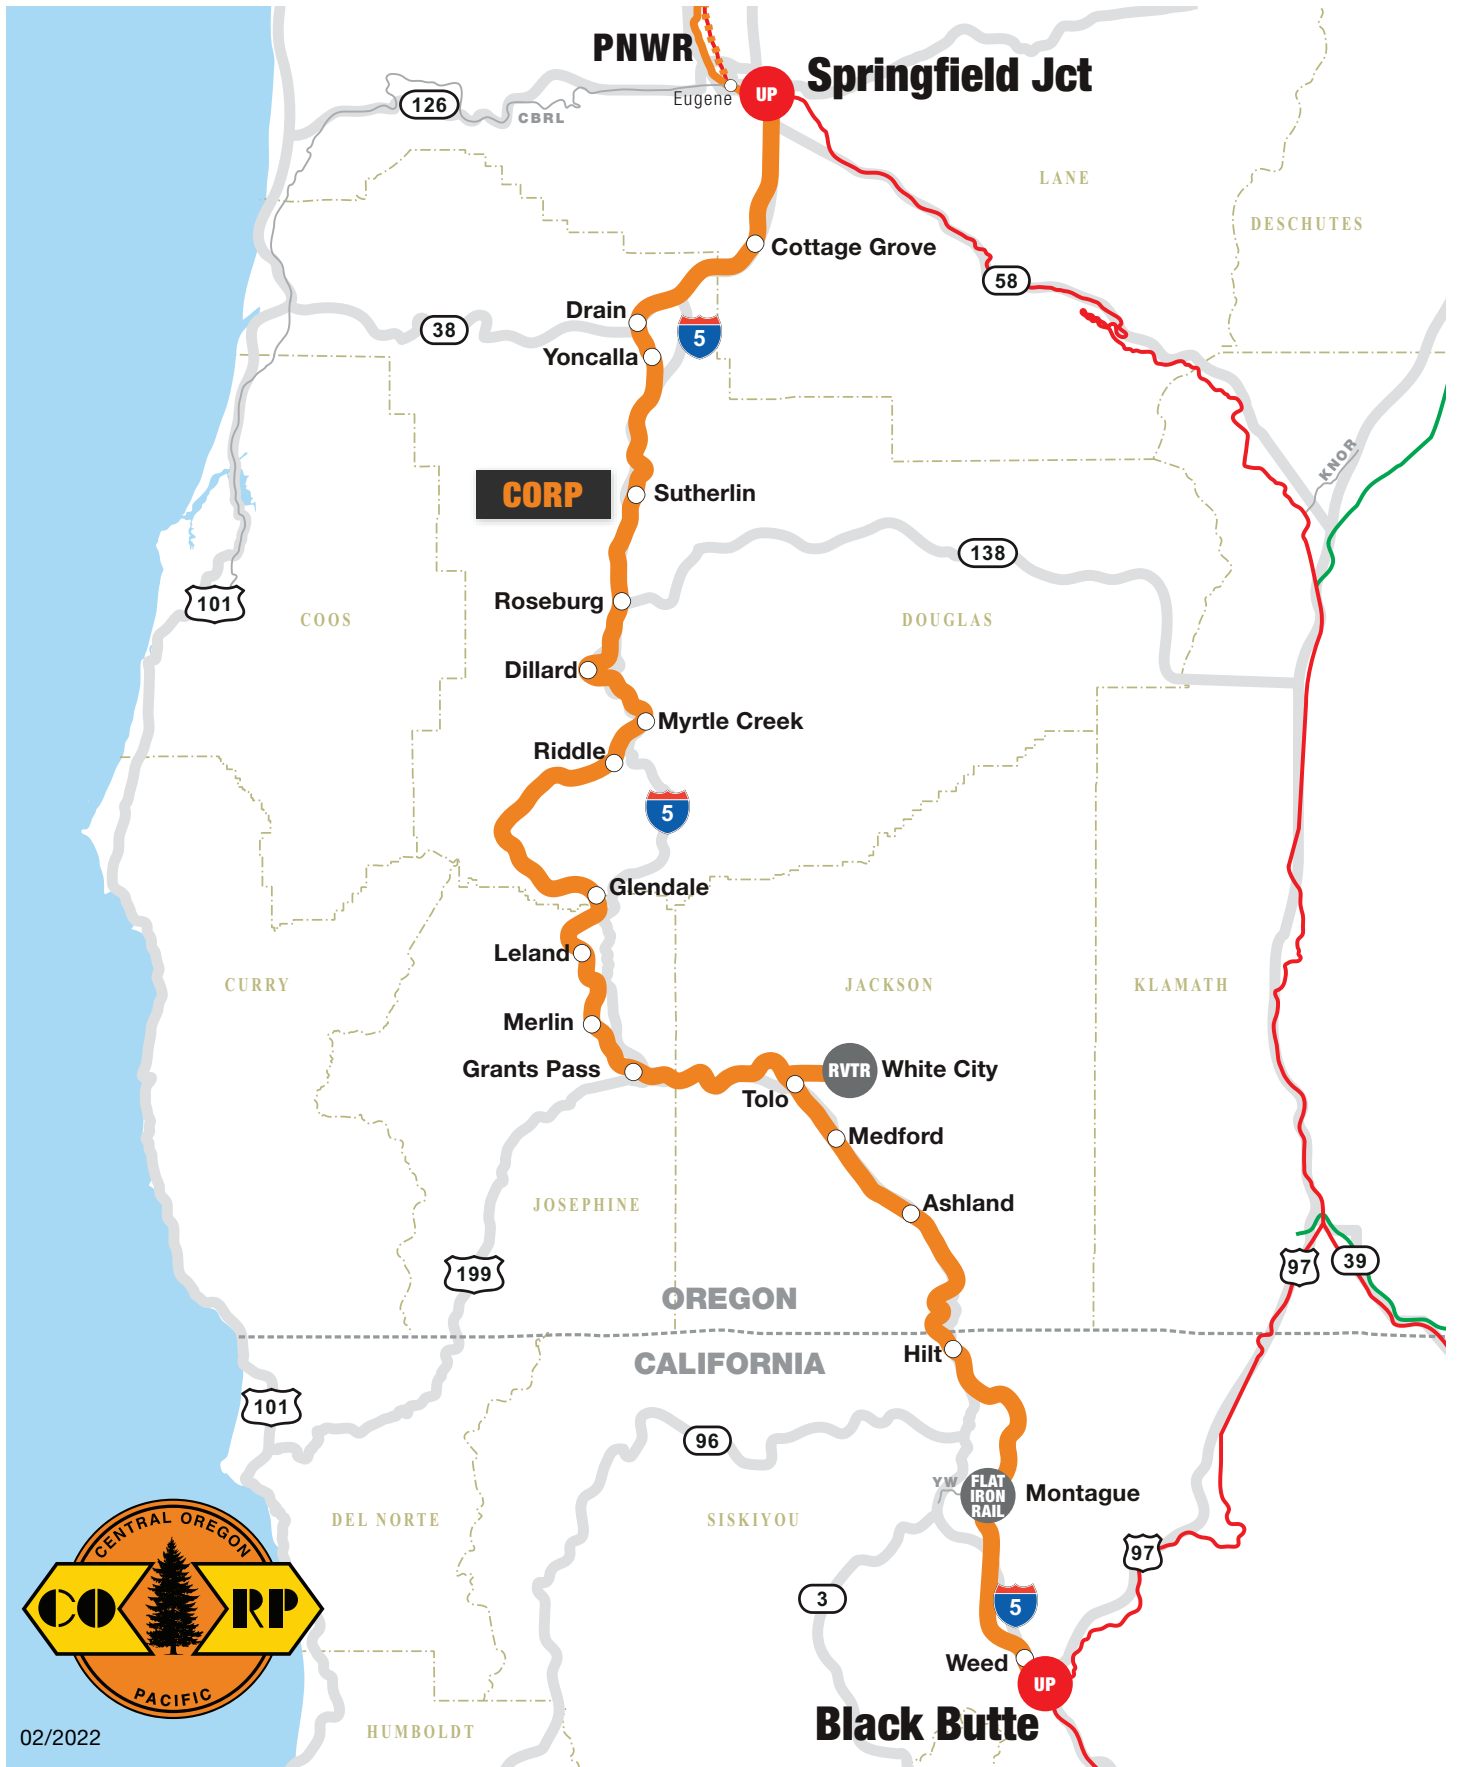 PNWR
Springfield Jct
UP
Eugene
126
CBRL
LANE
DESCHUTES
Cottage Grove
58
Drain
38
5
Yoncalla
KNOR
CORP
Sutherlin
138
Roseburg
101
COOS
DOUGLAS
Dillard
Myrtle Creek
Riddle
5
Glendale
Leland
CURRY
JACKSON
KLAMATH
Merlin
Grants Pass
RVTR
White City
Tolo
Medford
JOSEPHINE
Ashland
199
97
39
OREGON
CALIFORNIA
Hilt
101
96
YW
FLAT
IRON
RAIL
Montague
DEL NORTE
SISKIYOU
CENTRAL OREGON
97
3
5
CO RP
Weed
UP
PACIFIC
Black Butte
HUMBOLDT
02/2022